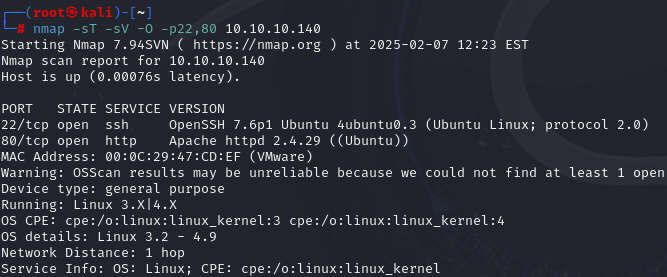 ┌──(root㉿kali)-[~]
└─# nmap -sT -sV -O -p22,80 10.10.10.140
Starting Nmap 7.94SVN ( https://nmap.org ) at 2025-02-07 12:23 EST
Nmap scan report for 10.10.10.140
Host is up (0.00076s latency).

PORT   STATE SERVICE VERSION
22/tcp open  ssh     OpenSSH 7.6p1 Ubuntu 4ubuntu0.3 (Ubuntu Linux; protocol 2.0)
80/tcp open  http    Apache httpd 2.4.29 ((Ubuntu))
MAC Address: 00:0C:29:47:CD:EF (VMware)
Warning: OSScan results may be unreliable because we could not find at least 1 open
Device type: general purpose
Running: Linux 3.X|4.X
OS CPE: cpe:/o:linux:linux_kernel:3 cpe:/o:linux:linux_kernel:4
OS details: Linux 3.2 - 4.9
Network Distance: 1 hop
Service Info: OS: Linux; CPE: cpe:/o:linux:linux_kernel